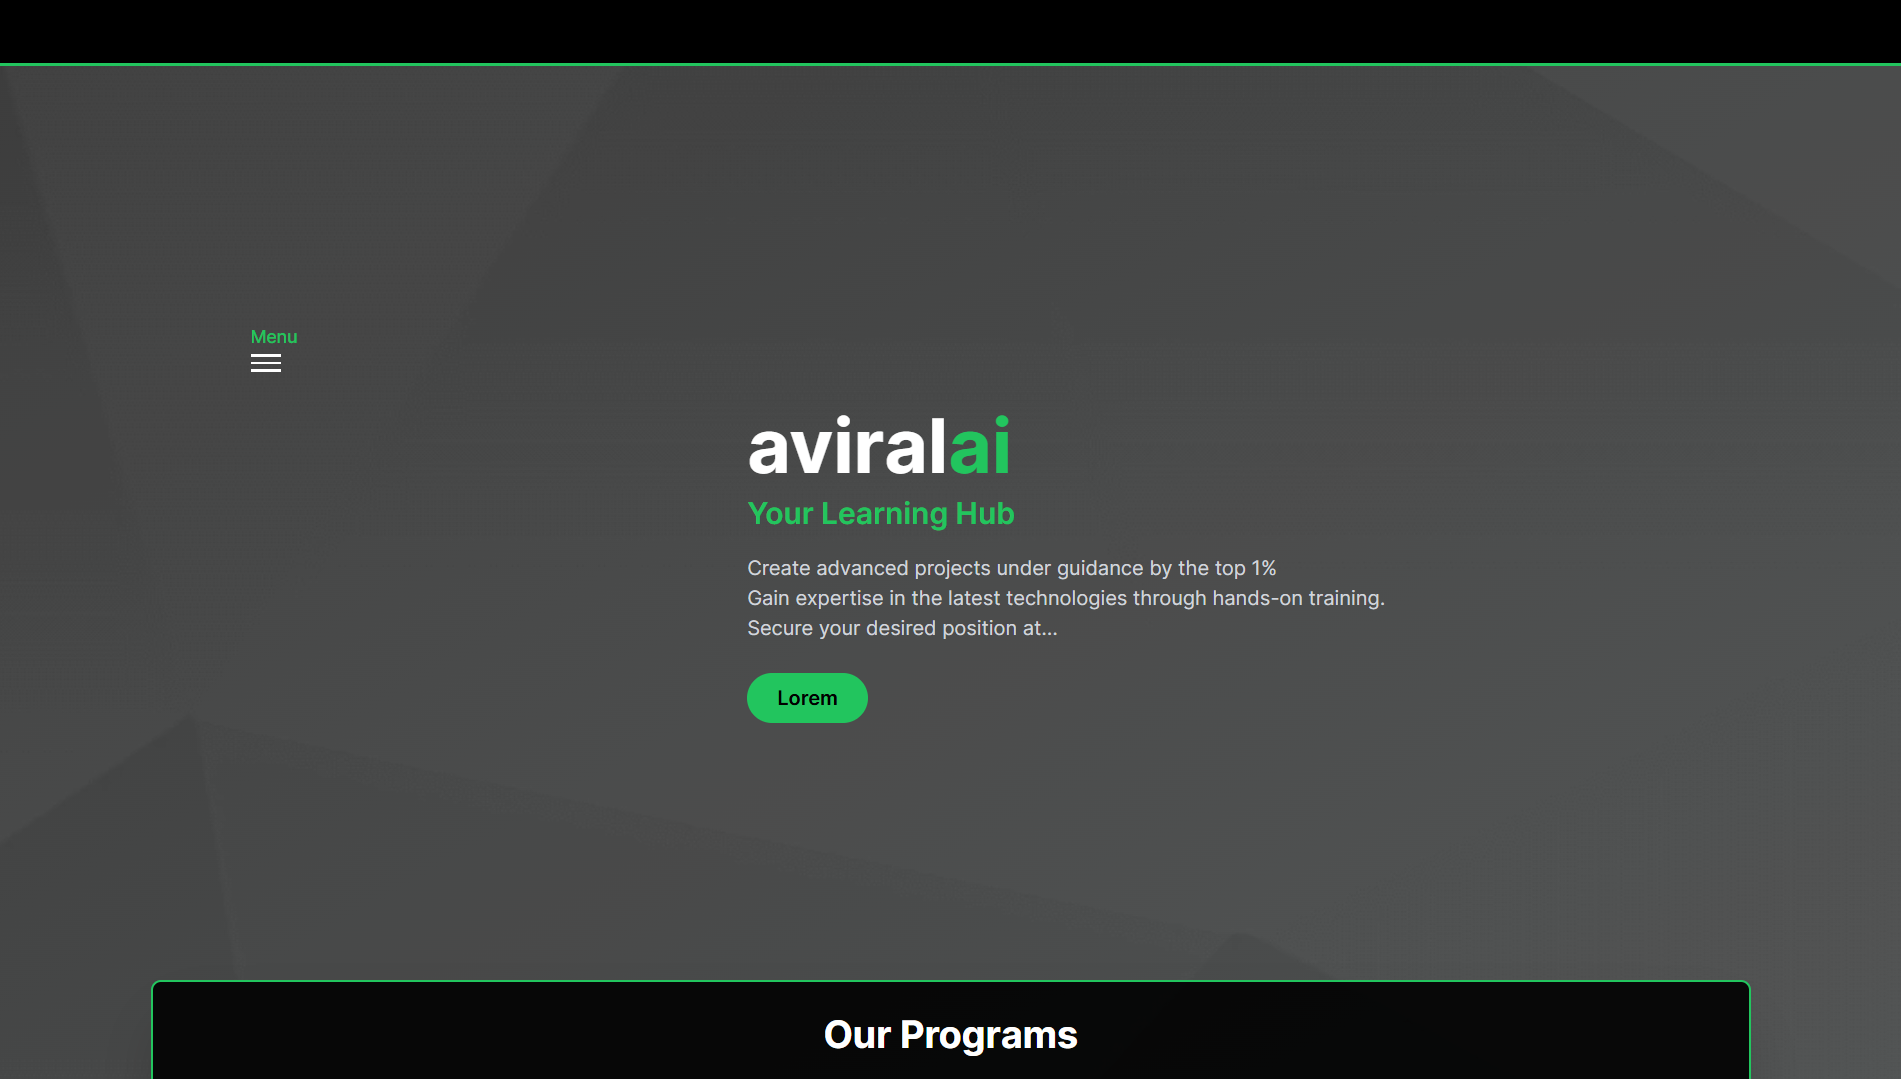 Menu
aviralai
Your Learning Hub
Create advanced projects under guidance by the top 1%
Gain expertise in the latest technologies through hands-on training.
Secure your desired position at...
Lorem
Our Programs